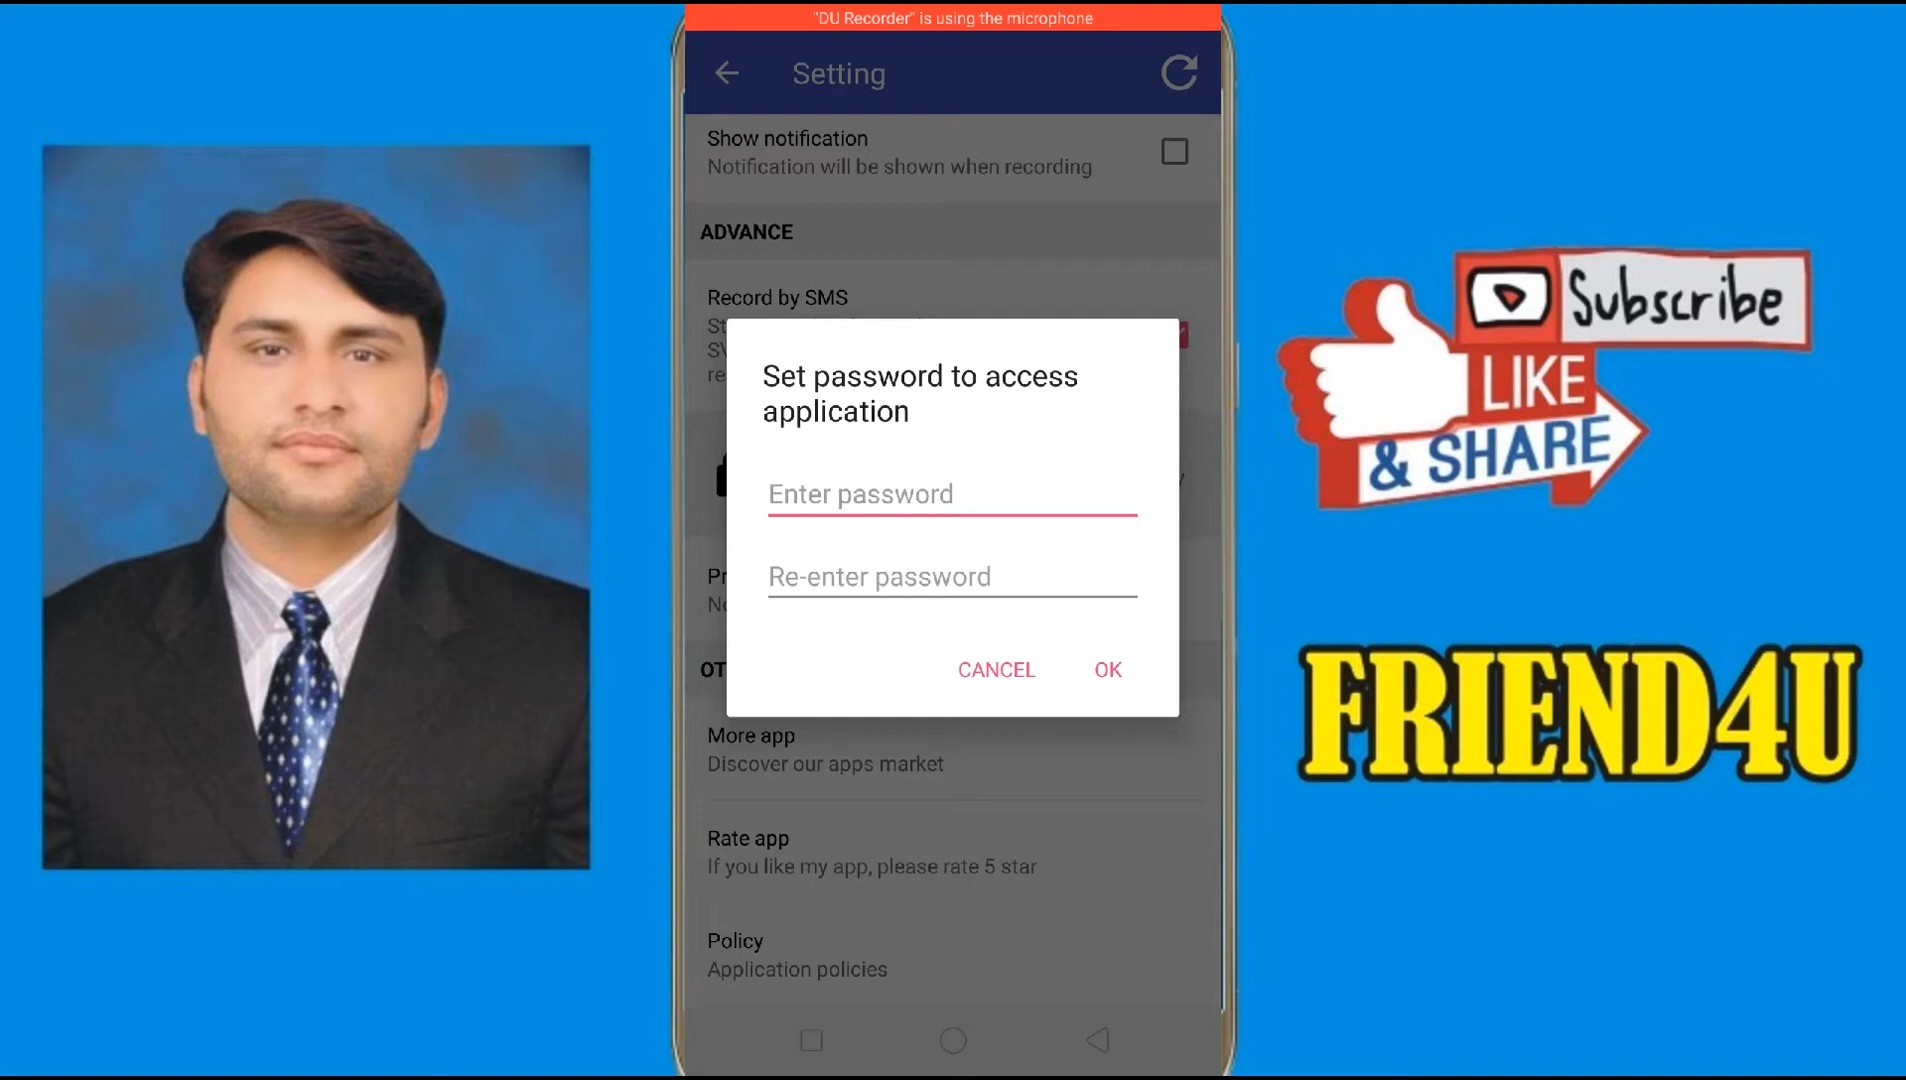 "DU Recorder" is using the microphone
Setting
Show notification
Notification will be shown when recording
ADVANCE
Record by SMS
Set password to access
application
Enter password
Re-enter password
CANCEL OK
More app
Discover our apps market
Rate app
If you like my app, please rate 5 star
Policy
Application policies
Subscribe
LIKE
& SHARE
FRIEND4U